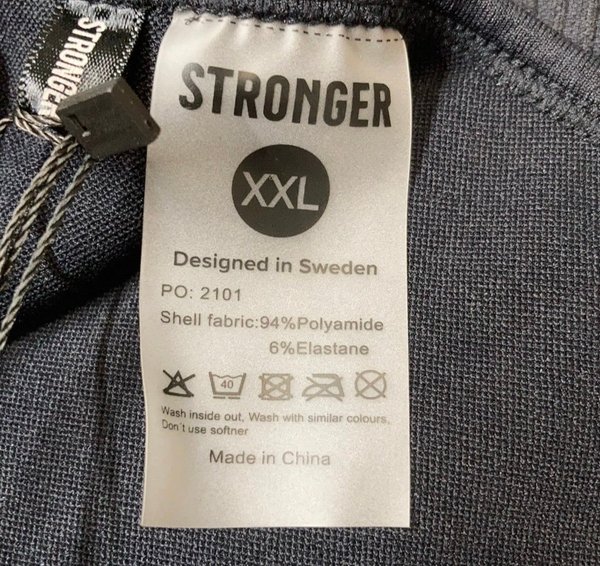 STRONGER
STRONGER
XXL
Designed in Sweden
PO: 2101
Shell fabric:94%Polyamide
6%Elastane
40
Wash inside out, Wash with similar colours,
Don't use softner
Made in China